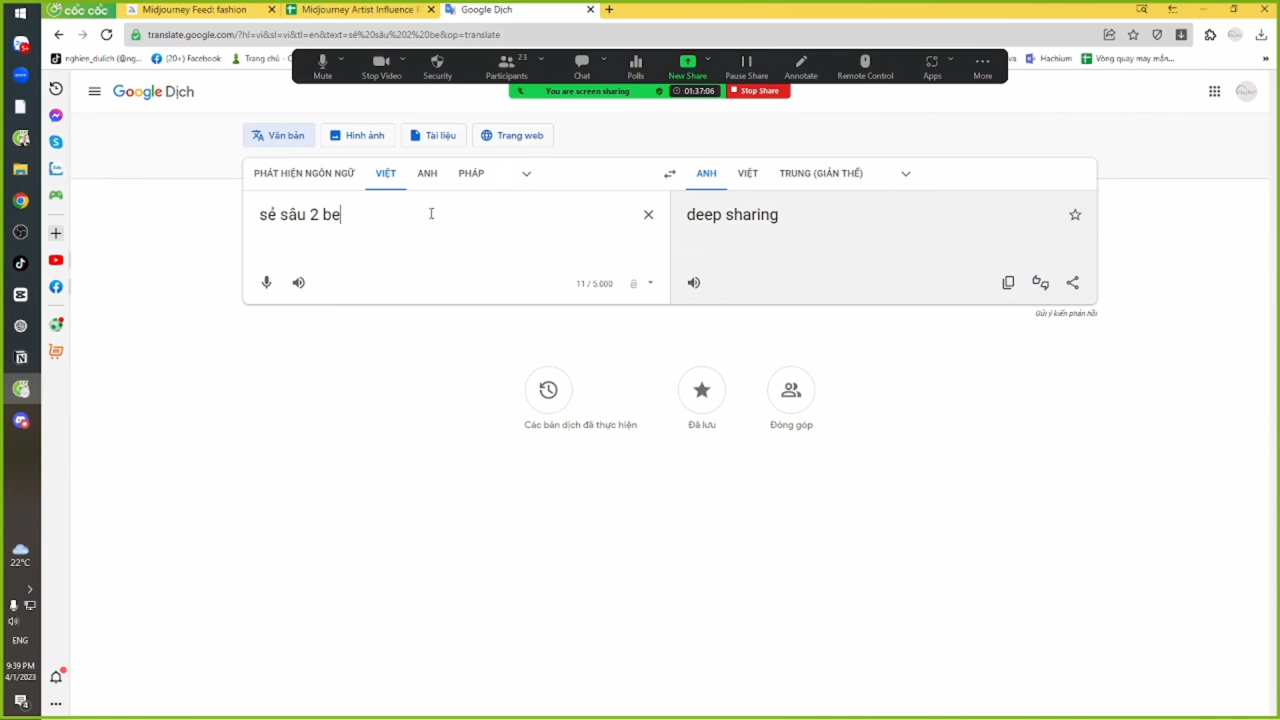 cốc cốc
Midjourney Feed: fashion
Midjourney Artist Influence
Google Dịch
translate.google.com/?hl=vi&sl=vi&tl=en&text=sẻ%20sâu%202%20be&op=translate
nghien_dulich (@ng...
(20+) Facebook
Trang chủ
Hachium
Vòng quay may mắn...
Mute
Stop Video
Security
Participants
23
Chat
Polls
New Share
Pause Share
Annotate
Remote Control
Apps
More
You are screen sharing
01:37:06
Stop Share
Google Dịch
Văn bản
Hình ảnh
Tài liệu
Trang web
PHÁT HIỆN NGÔN NGỮ
VIỆT
ANH
PHÁP
ANH
VIỆT
TRUNG (GIẢN THỂ)
sẻ sâu 2 be
deep sharing
11 / 5.000
Gửi ý kiến phản hồi
Các bản dịch đã thực hiện
Đã lưu
Đóng góp
22°C
ENG
9:39 PM
4/1/2023